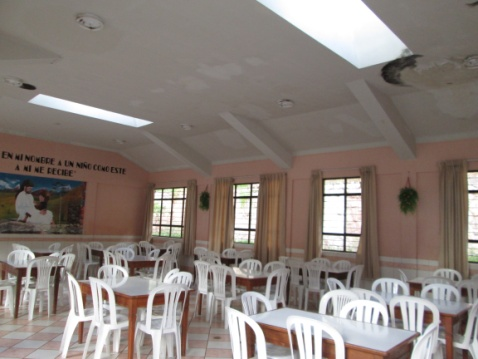 EN MI NOMBRE A UN NIÑO COMO ESTE
A MI ME RECIBE"